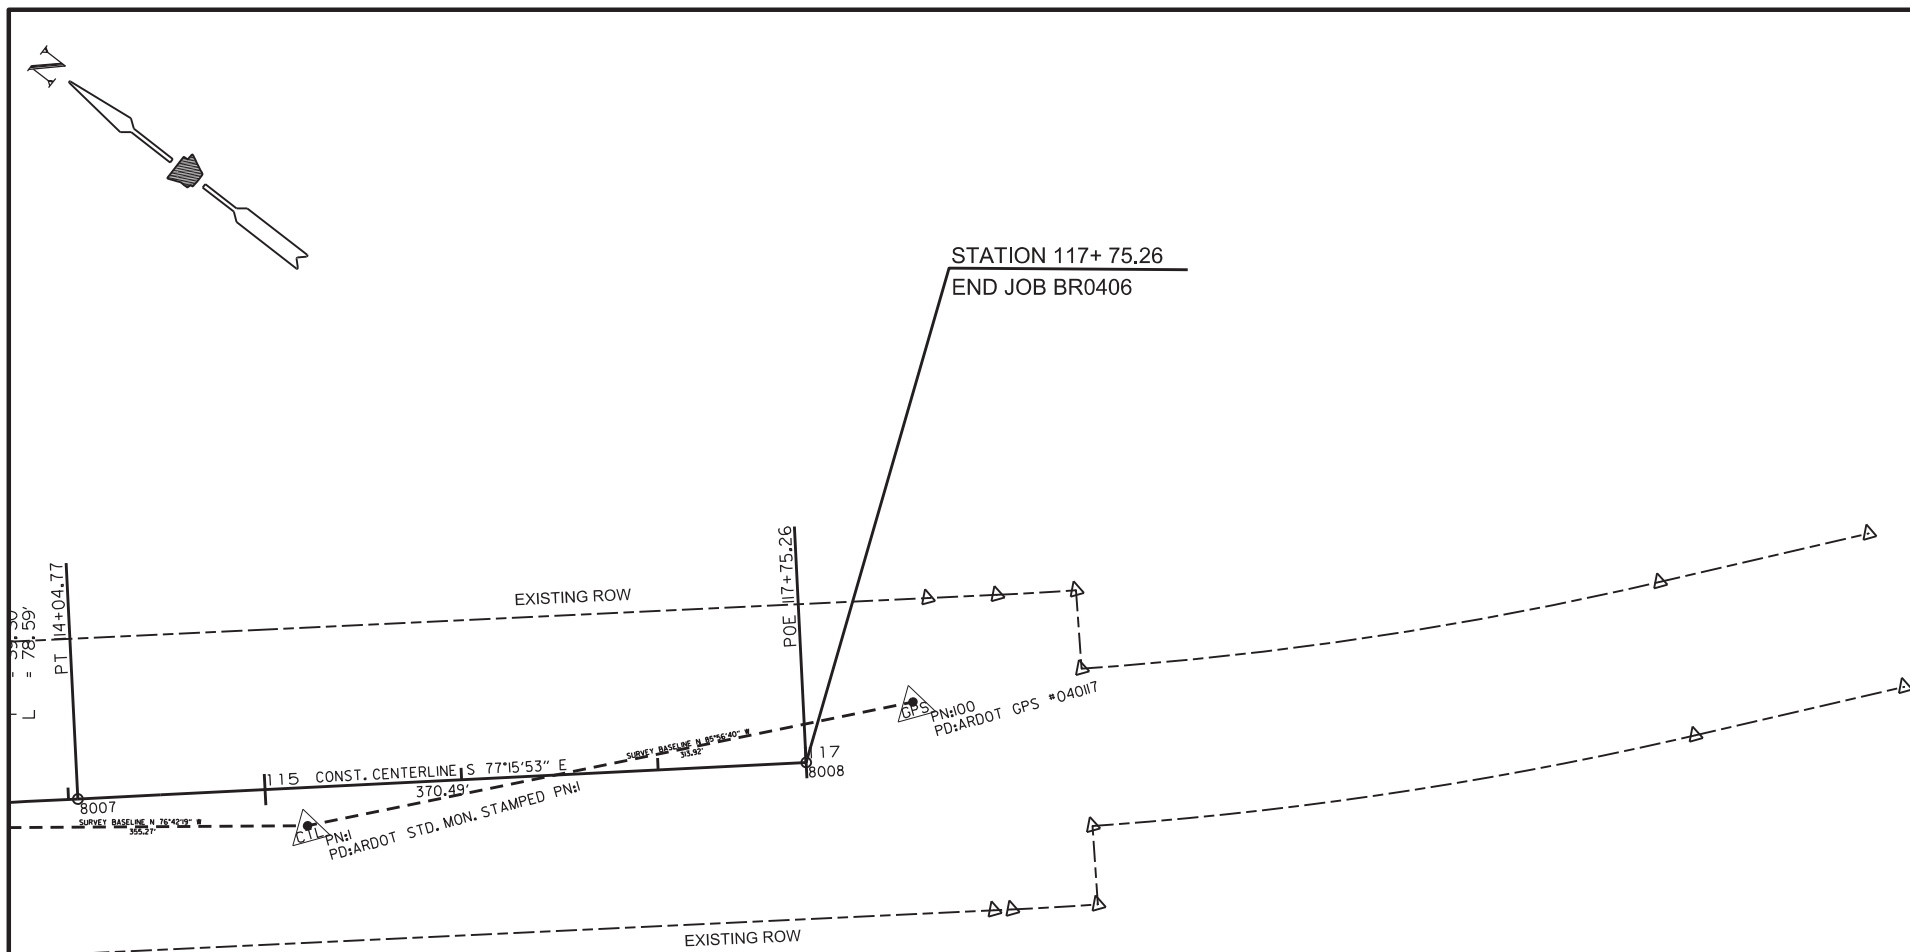 N
STATION 117+ 75.26
END JOB BR0406
L = 78.59'
PT 114+04.77
POE 117+75.26
EXISTING ROW
GPS
PN:100
PD:ARDOT GPS #040117
SURVEY BASELINE N 85°56'40" W
313.92'
117
8008
115 CONST. CENTERLINE S 77°15'53" E
370.49'
8007
SURVEY BASELINE N 76°42'19" W
355.27'
CTL
PN:1
PD:ARDOT STD. MON. STAMPED PN:1
EXISTING ROW